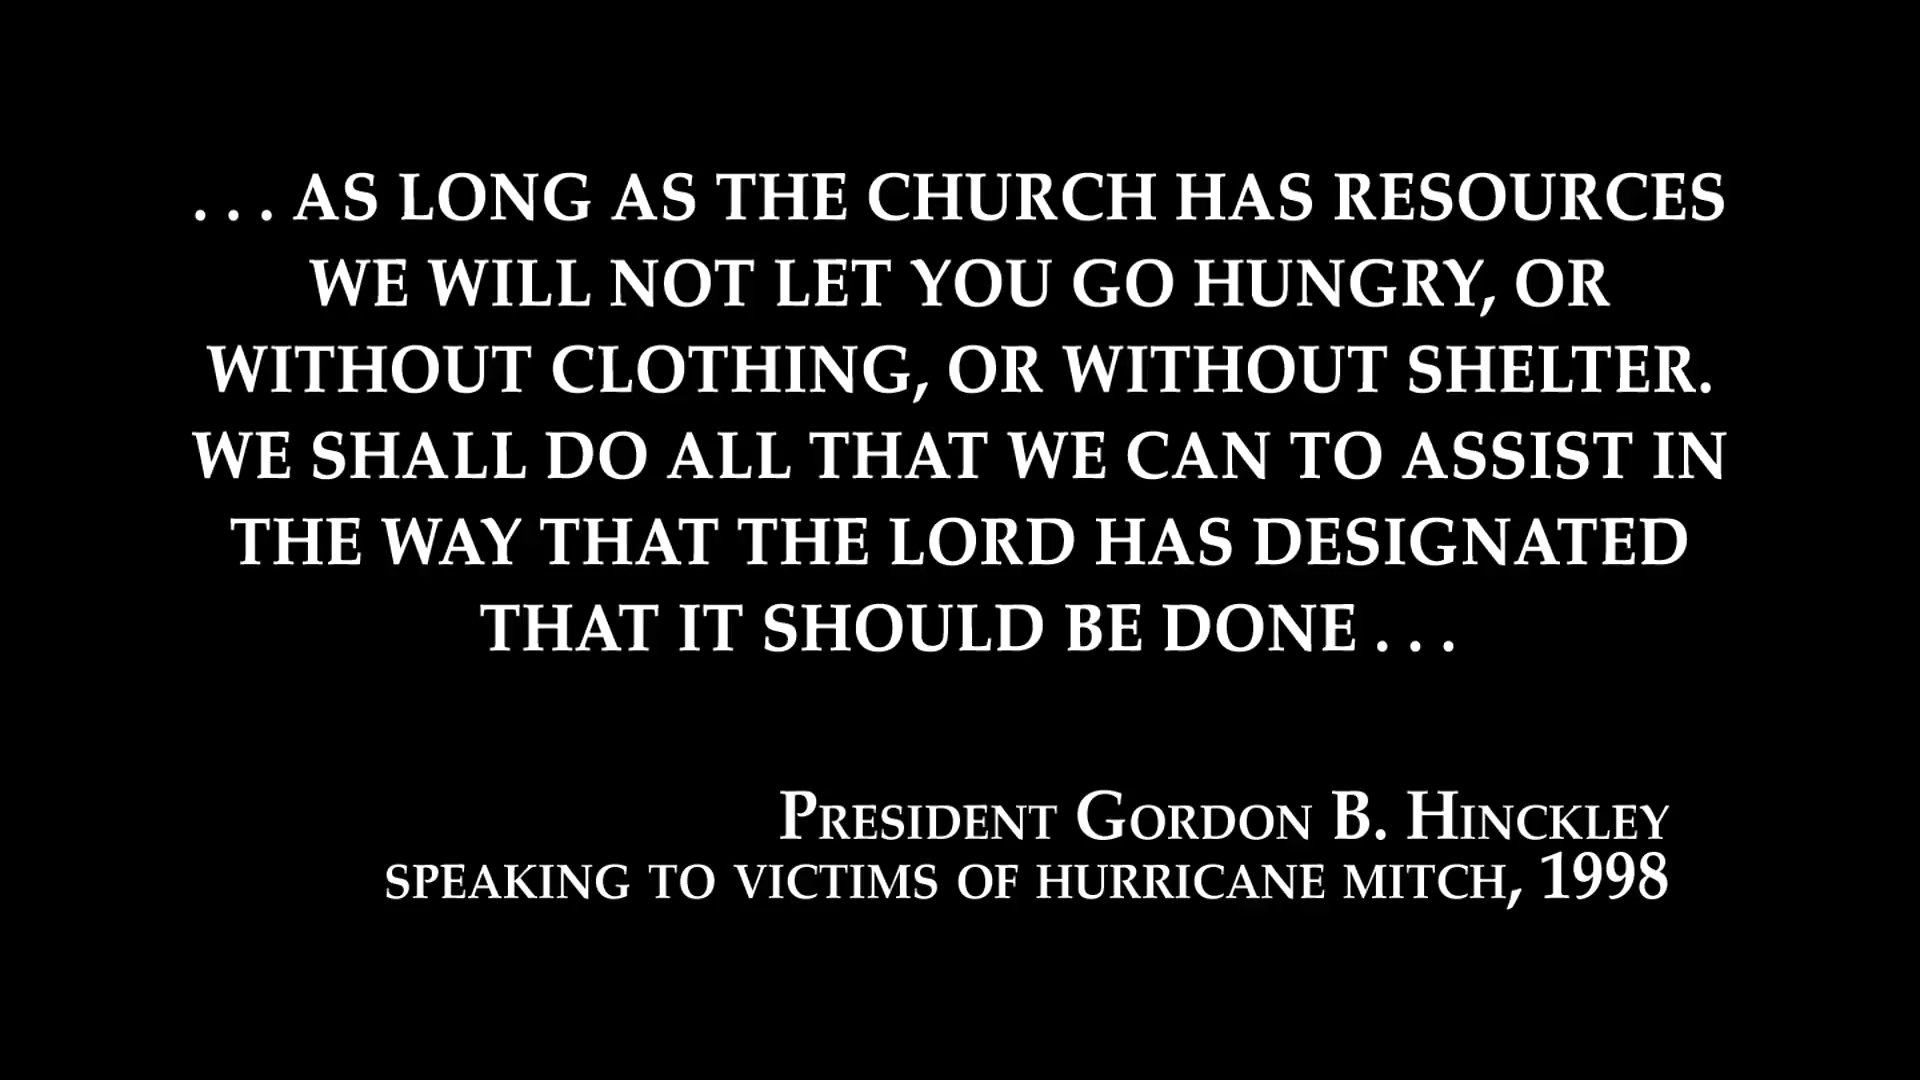 . . . AS LONG AS THE CHURCH HAS RESOURCES
WE WILL NOT LET YOU GO HUNGRY, OR
WITHOUT CLOTHING, OR WITHOUT SHELTER.
WE SHALL DO ALL THAT WE CAN TO ASSIST IN
THE WAY THAT THE LORD HAS DESIGNATED
THAT IT SHOULD BE DONE . . .
PRESIDENT GORDON B. HINCKLEY
SPEAKING TO VICTIMS OF HURRICANE MITCH, 1998